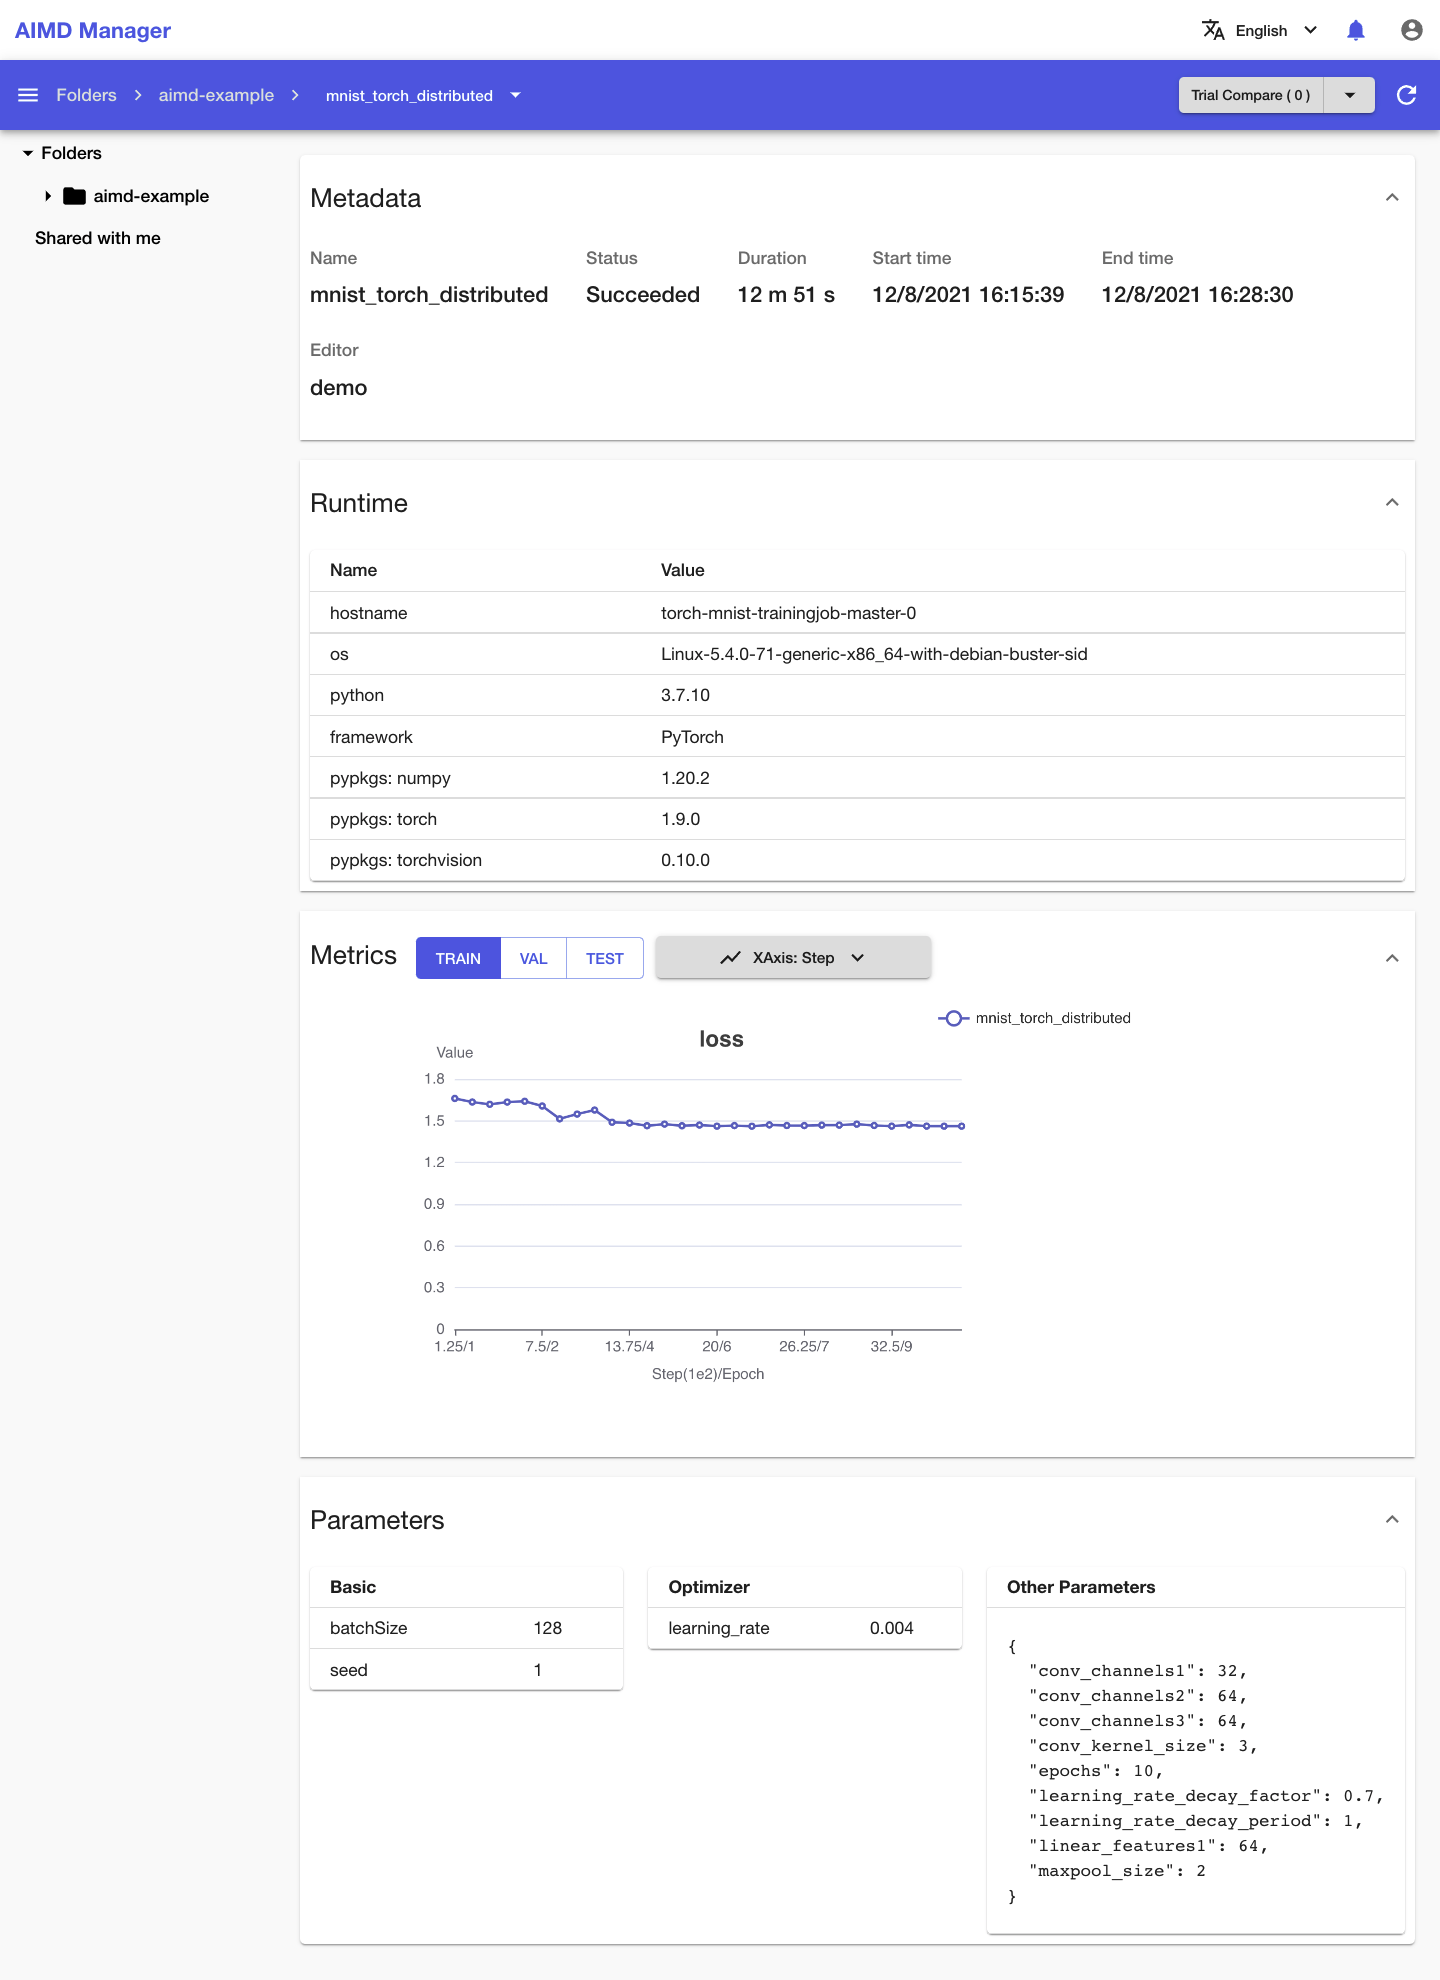 AIMD Manager
English
Folders
aimd-example
mnist_torch_distributed
Trial Compare ( 0 )
Folders
aimd-example
Shared with me
Metadata
Name Status Duration Start time End time
mnist_torch_distributed Succeeded 12 m 51 s 12/8/2021 16:15:39 12/8/2021 16:28:30
Editor
demo
Runtime
Name Value
hostname torch-mnist-trainingjob-master-0
os Linux-5.4.0-71-generic-x86_64-with-debian-buster-sid
python 3.7.10
framework PyTorch
pypkgs: numpy 1.20.2
pypkgs: torch 1.9.0
pypkgs: torchvision 0.10.0
Metrics TRAIN VAL TEST XAxis: Step
mnist_torch_distributed
loss
Value
1.8
1.5
1.2
0.9
0.6
0.3
0
1.25/1 7.5/2 13.75/4 20/6 26.25/7 32.5/9
Step(1e2)/Epoch
Parameters
Basic
batchSize 128
seed 1
Optimizer
learning_rate 0.004
Other Parameters
{
"conv_channels1": 32,
"conv_channels2": 64,
"conv_channels3": 64,
"conv_kernel_size": 3,
"epochs": 10,
"learning_rate_decay_factor": 0.7,
"learning_rate_decay_period": 1,
"linear_features1": 64,
"maxpool_size": 2
}